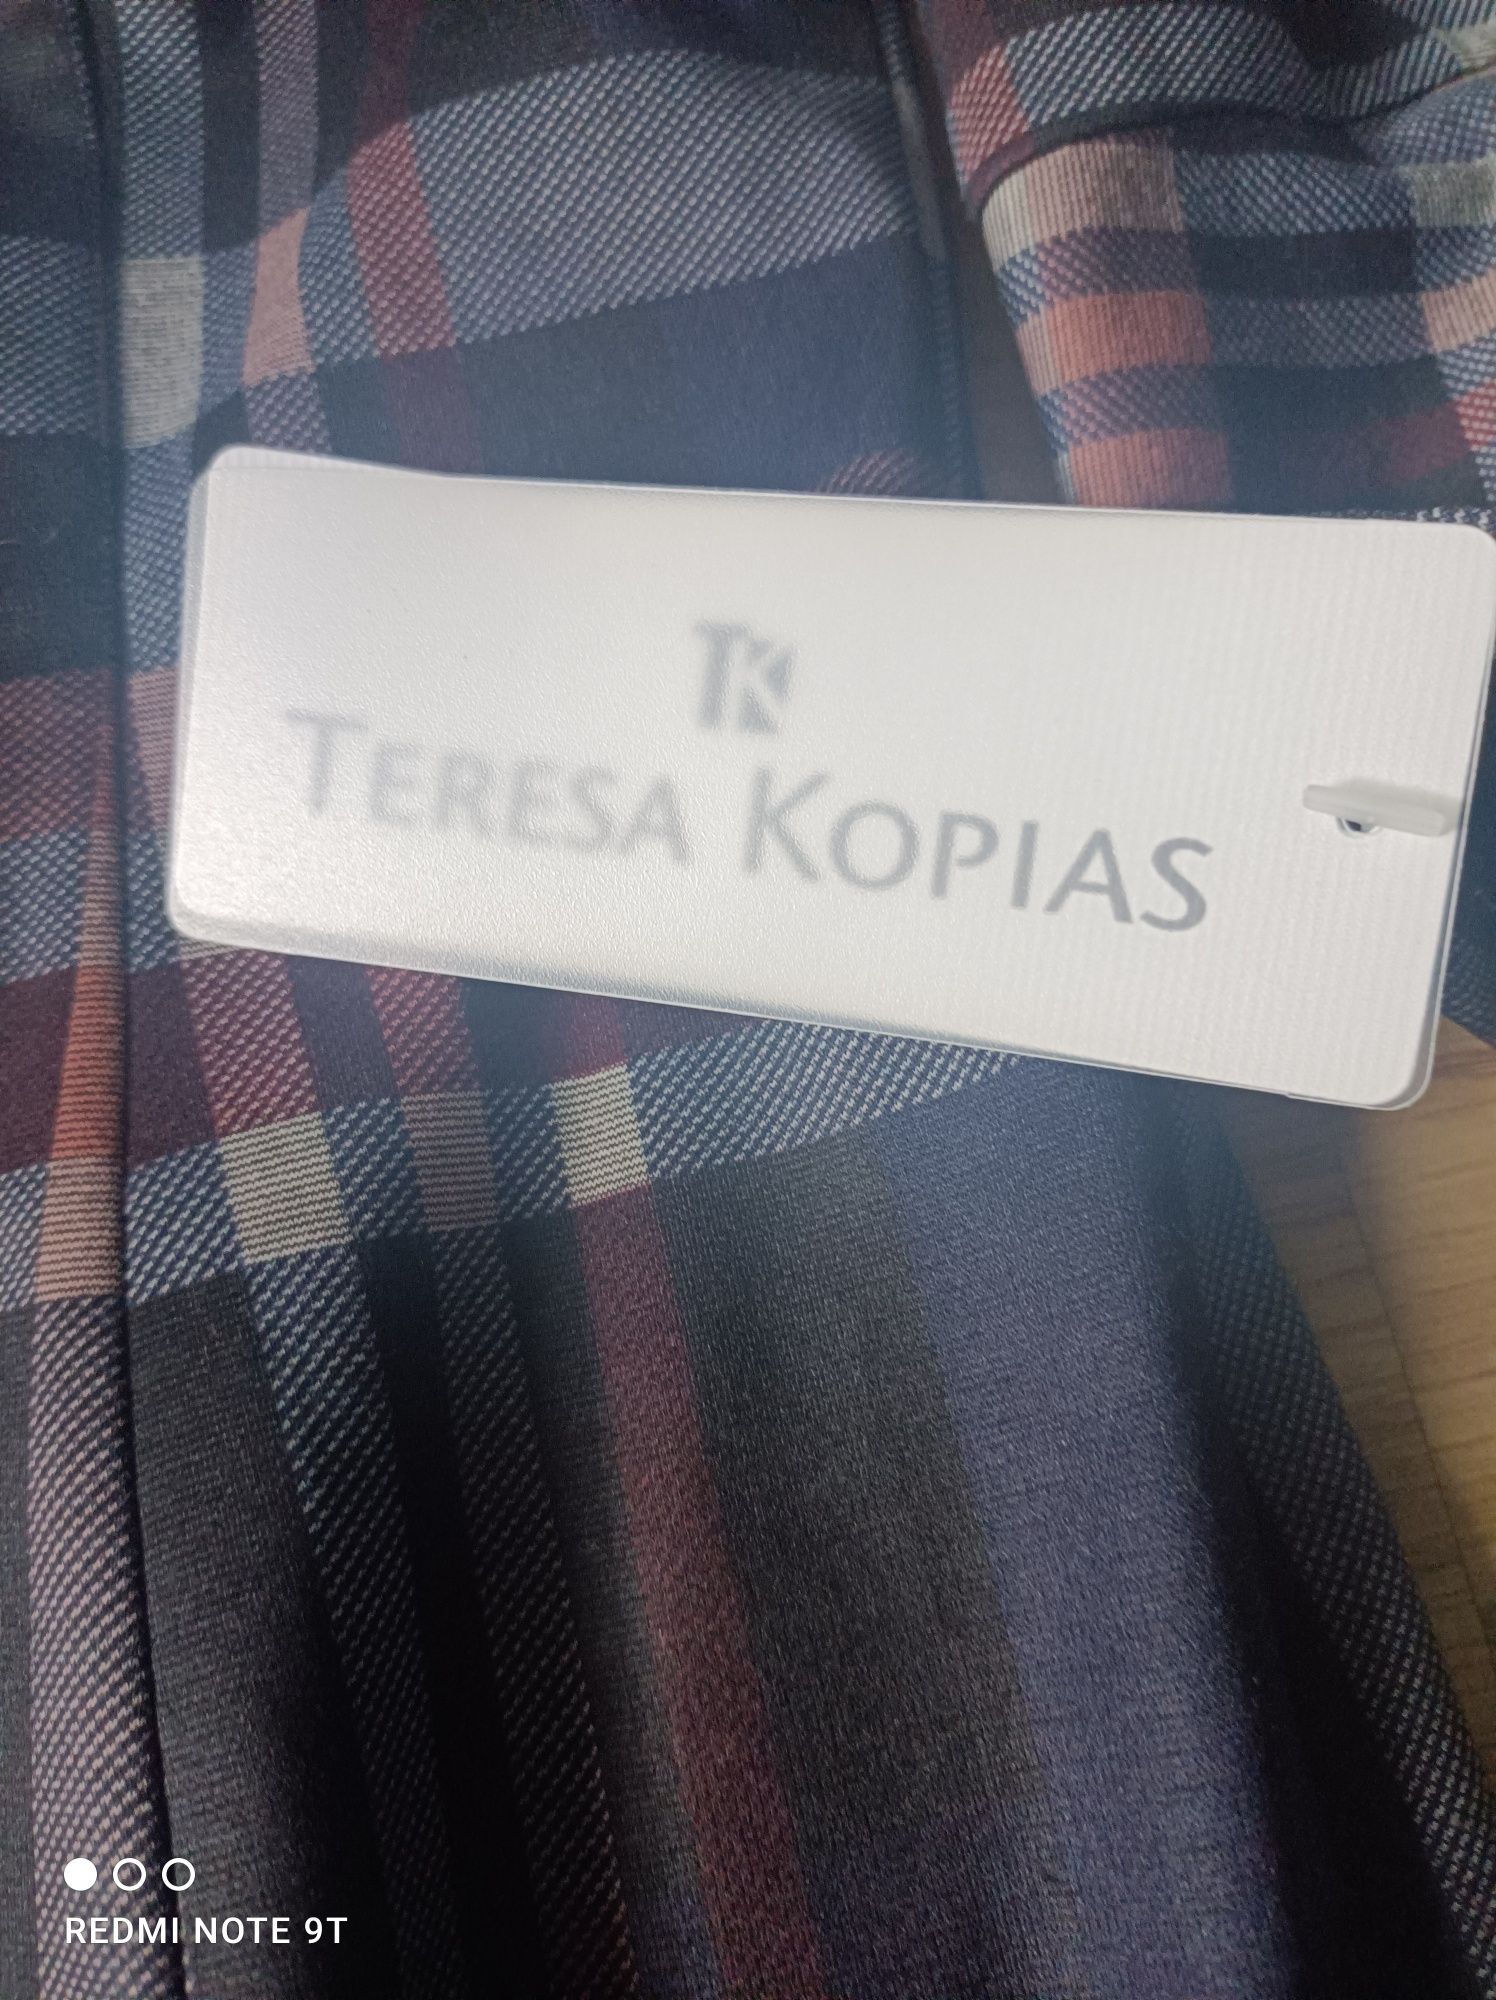 TK
TERESA KOPIAS
REDMI NOTE 9T